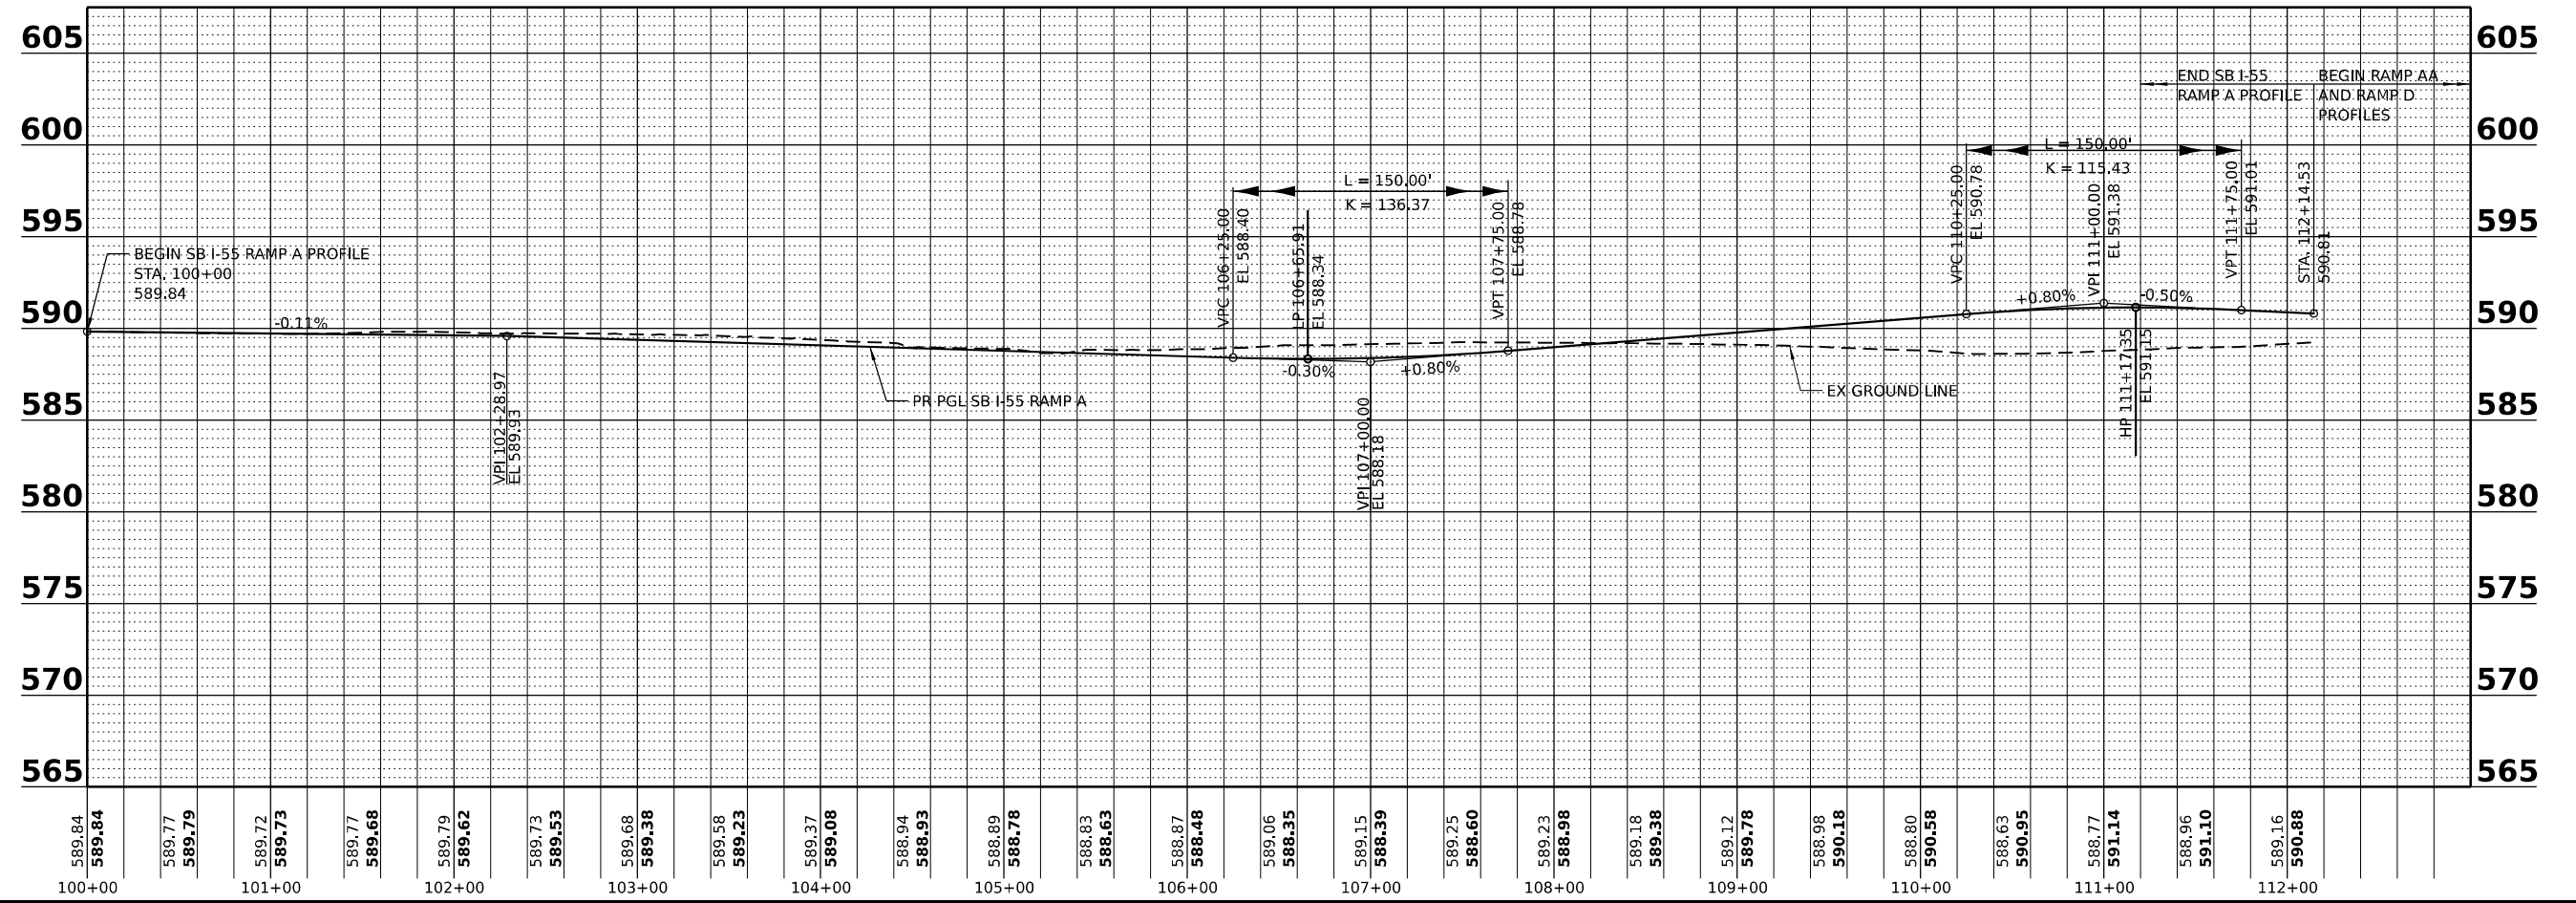 605
605
600
600
595
595
590
590
585
585
580
580
575
575
570
570
565
565
BEGIN SB I-55 RAMP A PROFILE
STA. 100+00
589.84
-0.11%
VPI 102+28.97
EL 589.93
PR PGL SB I-55 RAMP A
VPC 106+25.00
EL 588.40
LP 106+65.91
EL 588.34
L = 150.00'
K = 136.37
-0.30%
+0.80%
VPI 107+00.00
EL 588.18
VPT 107+75.00
EL 588.78
EX GROUND LINE
VPC 110+25.00
EL 590.78
L = 150.00'
K = 115.43
+0.80%
VPI 111+00.00
EL 591.38
-0.50%
HP 111+17.35
EL 591.15
VPT 111+75.00
EL 591.01
STA. 112+14.53
590.81
END SB I-55
RAMP A PROFILE
BEGIN RAMP AA
AND RAMP D
PROFILES
589.84
589.84
589.77
589.79
589.72
589.73
589.77
589.68
589.79
589.62
589.73
589.53
589.68
589.38
589.58
589.23
589.37
589.08
588.94
588.93
588.89
588.78
588.83
588.63
588.87
588.48
589.06
588.35
589.15
588.39
589.25
588.60
589.23
588.98
589.18
589.38
589.12
589.78
588.98
590.18
588.80
590.58
588.63
590.95
588.77
591.14
588.96
591.10
589.16
590.88
100+00
101+00
102+00
103+00
104+00
105+00
106+00
107+00
108+00
109+00
110+00
111+00
112+00